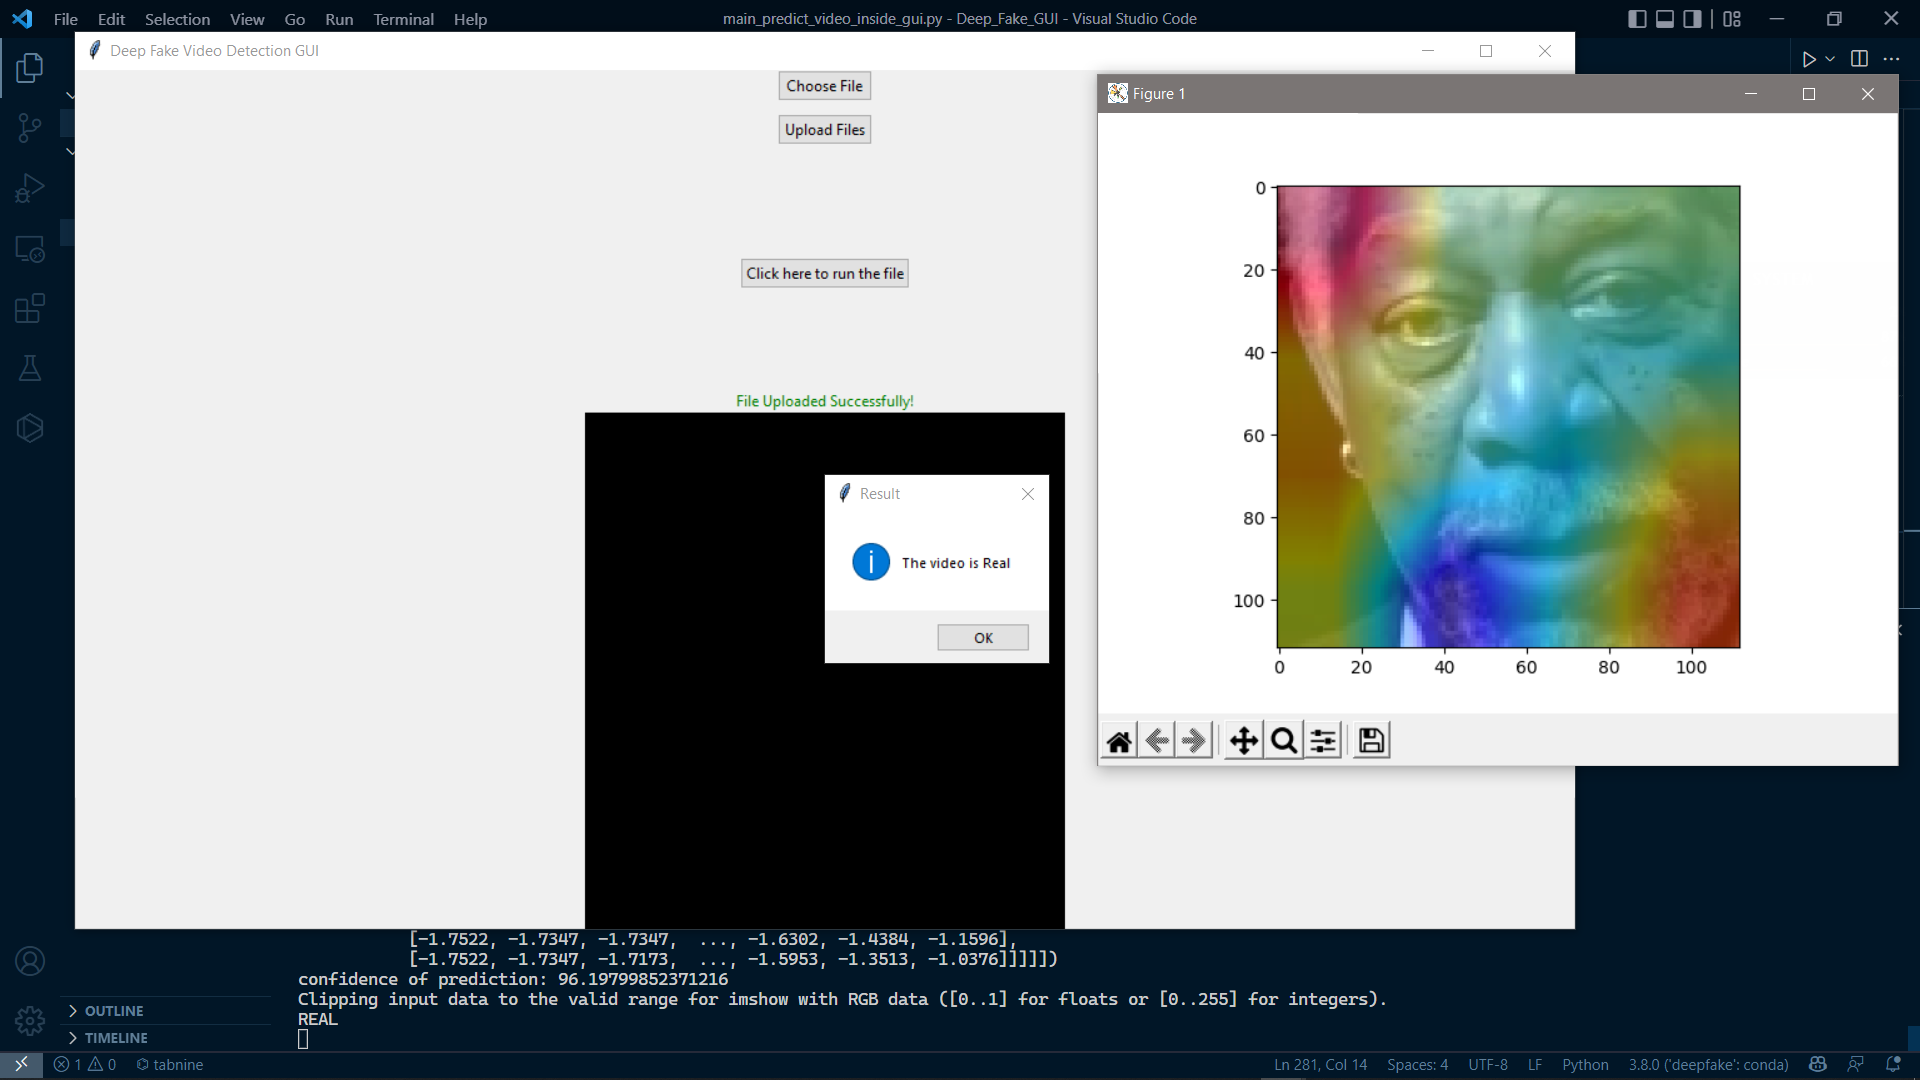 File Edit Selection View Go Run Terminal Help
main_predict_video_inside_gui.py - Deep_Fake_GUI - Visual Studio Code
Deep Fake Video Detection GUI
Choose File
Upload Files
Click here to run the file
File Uploaded Successfully!
Result
The video is Real
OK
Figure 1
0
20
40
60
80
100
0 20 40 60 80 100
[-1.7522, -1.7347, -1.7347, ..., -1.6302, -1.4384, -1.1596],
[-1.7522, -1.7347, -1.7173, ..., -1.5953, -1.3513, -1.0376]]]]])
confidence of prediction: 96.19799852371216
Clipping input data to the valid range for imshow with RGB data ([0..1] for floats or [0..255] for integers).
REAL
OUTLINE
TIMELINE
1 0 tabnine
Ln 281, Col 14 Spaces: 4 UTF-8 LF Python 3.8.0 ('deepfake': conda)